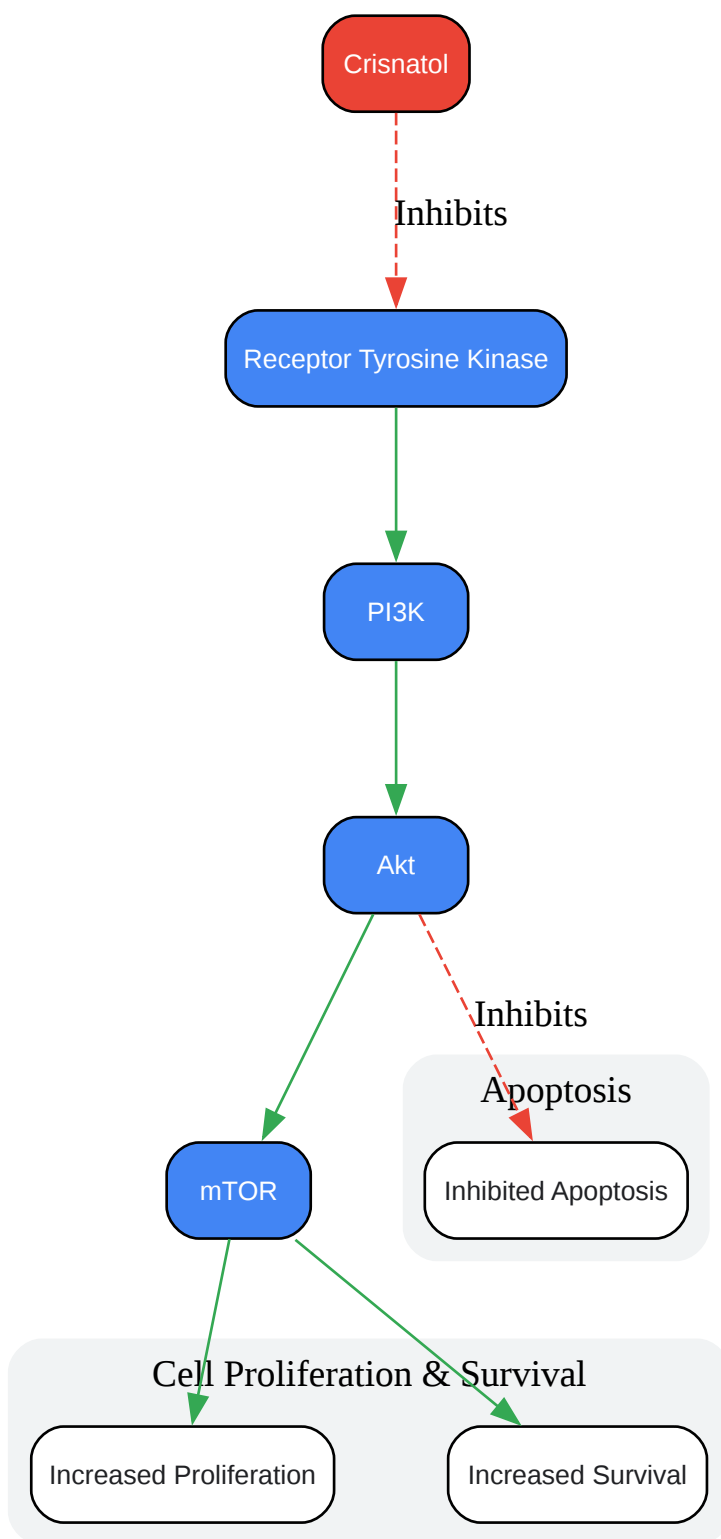 Crisnatol
Inhibits
Receptor Tyrosine Kinase
PI3K
Akt
Inhibits
Apoptosis
mTOR
Inhibited Apoptosis
Cell Proliferation & Survival
Increased Proliferation
Increased Survival